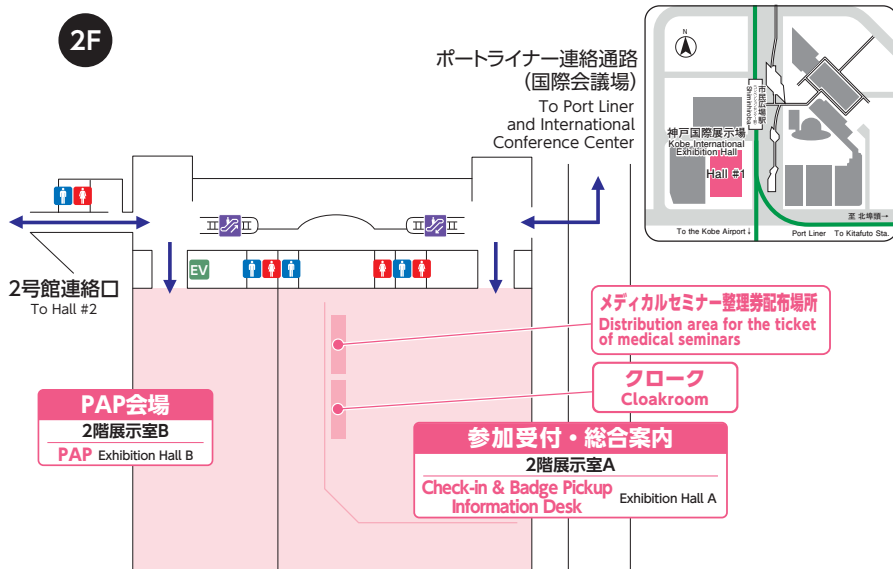 2F
ポートライナー連絡通路
(国際会議場)
To Port Liner
and International
Conference Center
N
市民広場駅
Shiminhiroba
神戸国際展示場
Kobe International
Exhibition Hall
Hall #1
至 北埠頭→
To the Kobe Airport↓
Port Liner
To Kitafuto Sta.
EV
2号館連絡口
To Hall #2
メディカルセミナー整理券配布場所
Distribution area for the ticket
of medical seminars
クローク
Cloakroom
PAP会場
2階展示室B
PAP Exhibition Hall B
参加受付・総合案内
2階展示室A
Check-in & Badge Pickup
Information Desk
Exhibition Hall A